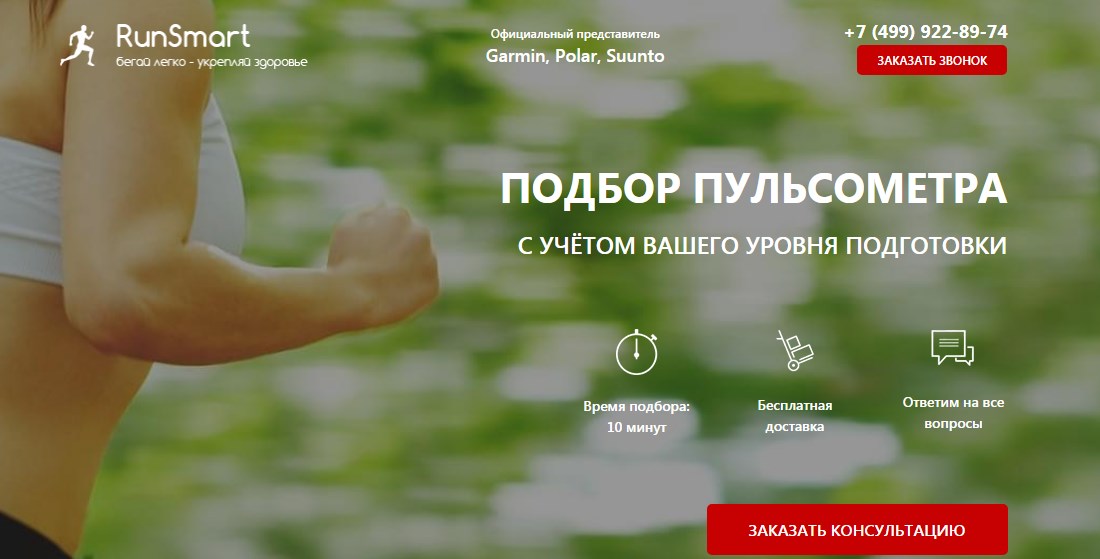 RunSmart
бегай легко - укрепляй здоровье
Официальный представитель
Garmin, Polar, Suunto
+7 (499) 922-89-74
ЗАКАЗАТЬ ЗВОНОК
ПОДБОР ПУЛЬСОМЕТРА
С УЧЁТОМ ВАШЕГО УРОВНЯ ПОДГОТОВКИ
Время подбора:
10 минут
Бесплатная
доставка
Ответим на все
вопросы
ЗАКАЗАТЬ КОНСУЛЬТАЦИЮ